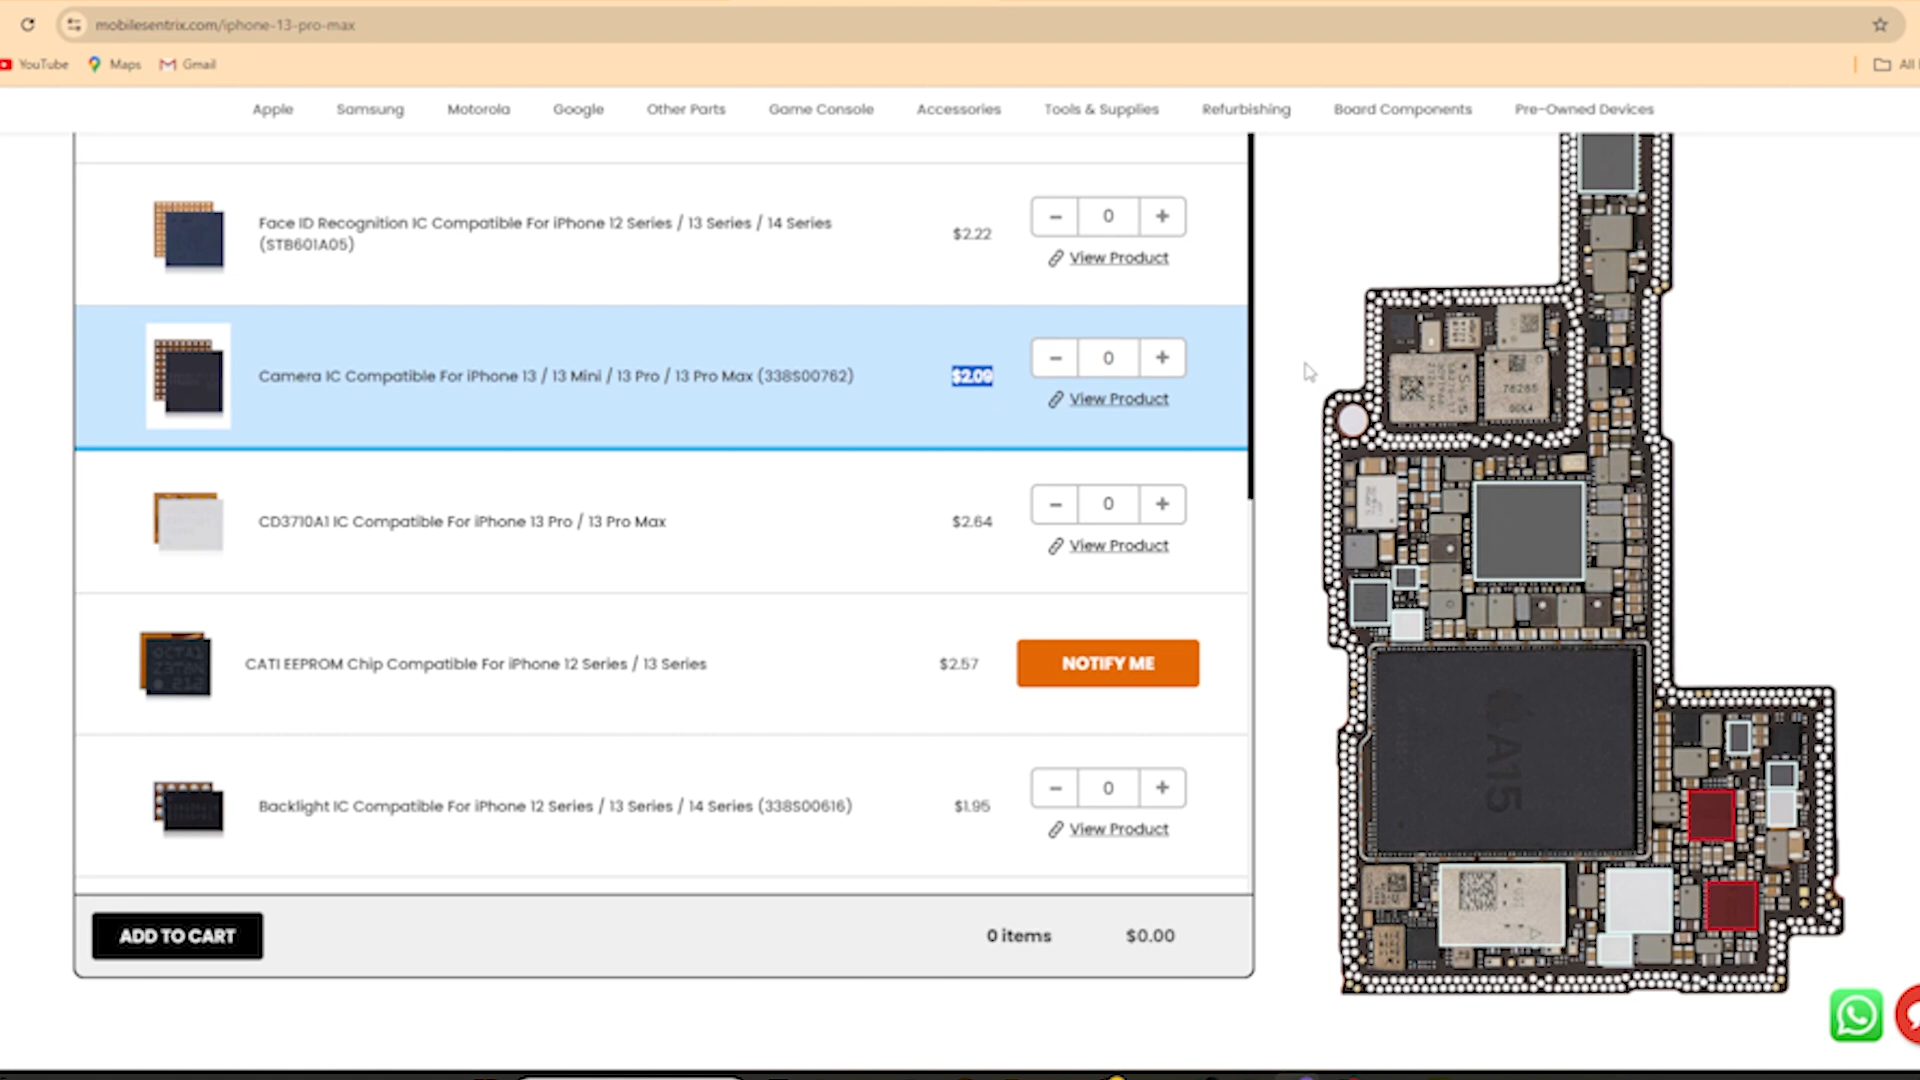 mobilesentrix.com/iphone-13-pro-max
YouTube Maps Gmail All
Apple Samsung Motorola Google Other Parts Game Console Accessories Tools & Supplies Refurbishing Board Components Pre-Owned Devices
Face ID Recognition IC Compatible For iPhone 12 Series / 13 Series / 14 Series
(STB601A05)
$2.22
− 0 +
View Product
Camera IC Compatible For iPhone 13 / 13 Mini / 13 Pro / 13 Pro Max (338S00762)
$2.09
− 0 +
View Product
CD3710A1 IC Compatible For iPhone 13 Pro / 13 Pro Max
$2.64
− 0 +
View Product
CATI EEPROM Chip Compatible For iPhone 12 Series / 13 Series
$2.57
NOTIFY ME
Backlight IC Compatible For iPhone 12 Series / 13 Series / 14 Series (338S00616)
$1.95
− 0 +
View Product
ADD TO CART
0 items
$0.00
A15